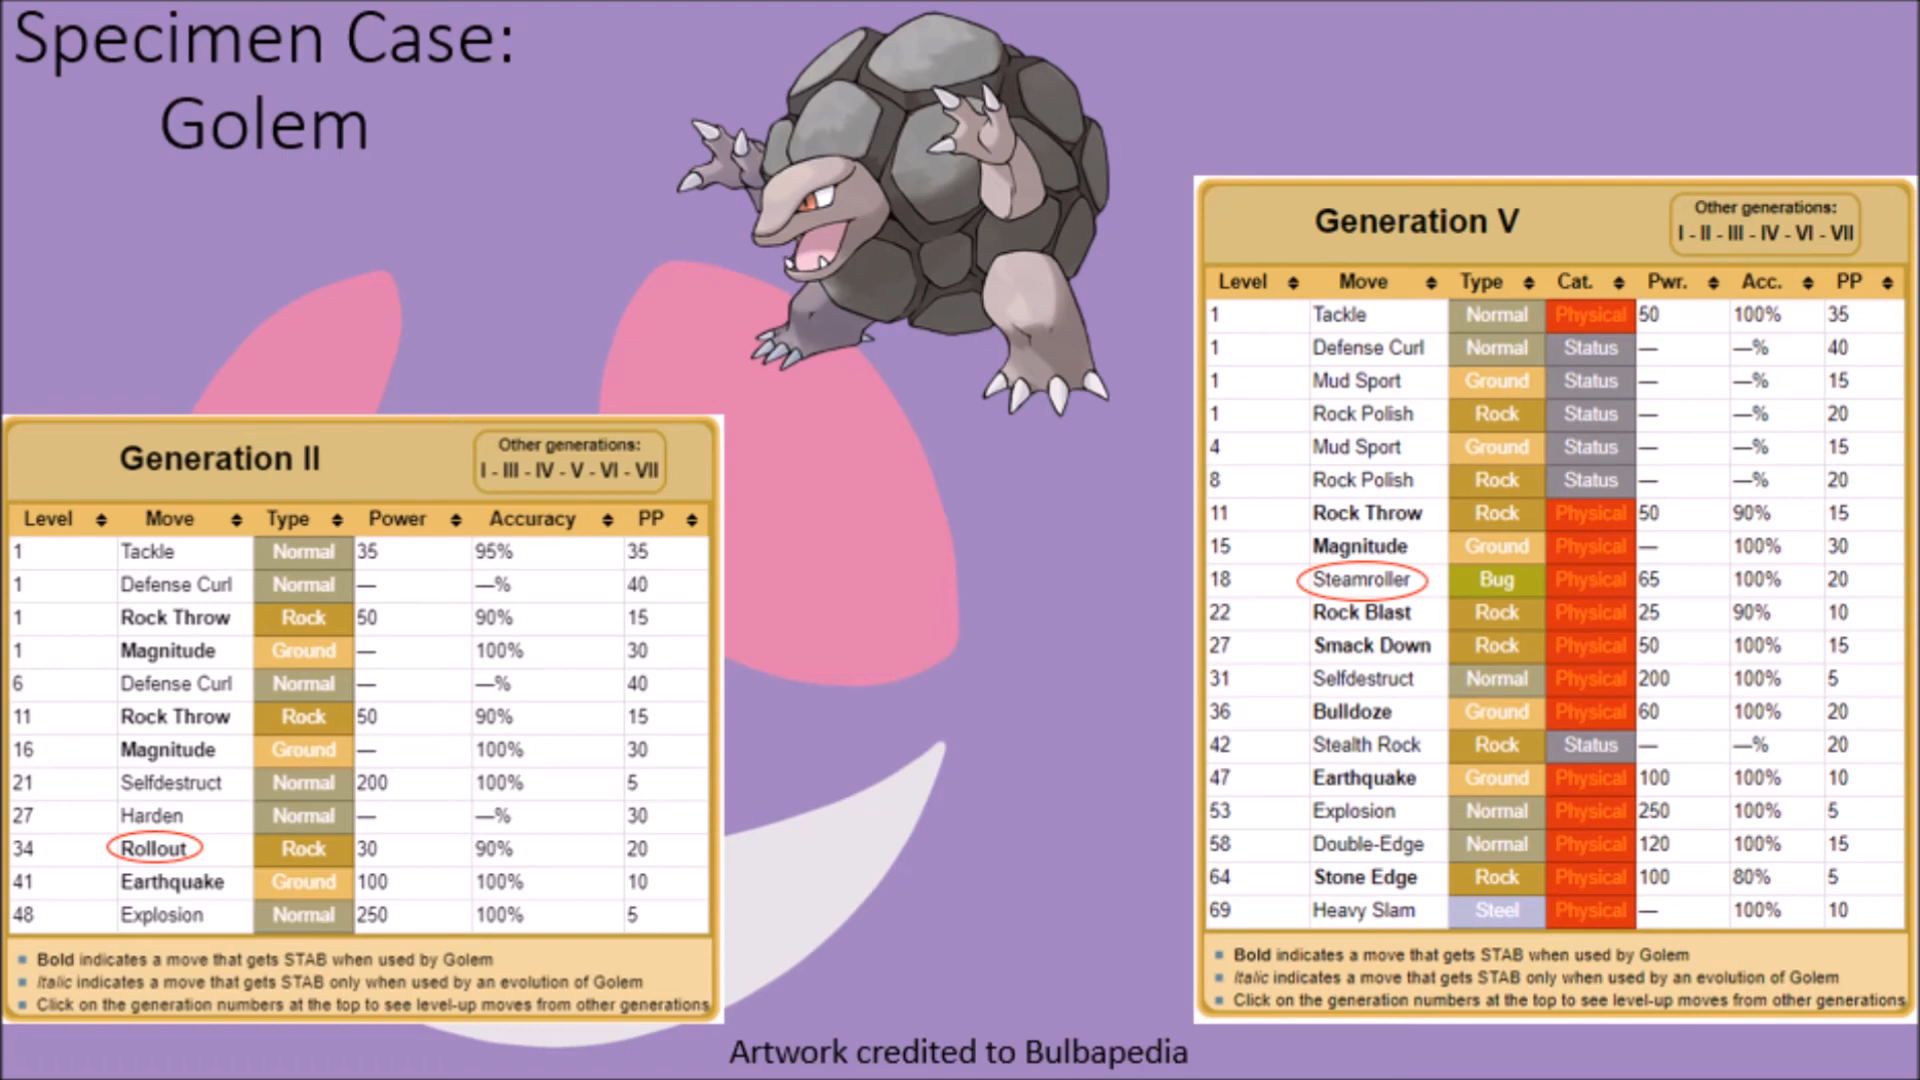 Specimen Case:
Golem
Generation II
Other generations:
I - III - IV - V - VI - VII
Level Move Type Power Accuracy PP
1 Tackle Normal 35 95% 35
1 Defense Curl Normal — —% 40
1 Rock Throw Rock 50 90% 15
1 Magnitude Ground — 100% 30
6 Defense Curl Normal — —% 40
11 Rock Throw Rock 50 90% 15
16 Magnitude Ground — 100% 30
21 Selfdestruct Normal 200 100% 5
27 Harden Normal — —% 30
34 Rollout Rock 30 90% 20
41 Earthquake Ground 100 100% 10
48 Explosion Normal 250 100% 5
Bold indicates a move that gets STAB when used by Golem
Italic indicates a move that gets STAB only when used by an evolution of Golem
Click on the generation numbers at the top to see level-up moves from other generations
Generation V
Other generations:
I - II - III - IV - VI - VII
Level Move Type Cat. Pwr. Acc. PP
1 Tackle Normal Physical 50 100% 35
1 Defense Curl Normal Status — —% 40
1 Mud Sport Ground Status — —% 15
1 Rock Polish Rock Status — —% 20
4 Mud Sport Ground Status — —% 15
8 Rock Polish Rock Status — —% 20
11 Rock Throw Rock Physical 50 90% 15
15 Magnitude Ground Physical — 100% 30
18 Steamroller Bug Physical 65 100% 20
22 Rock Blast Rock Physical 25 90% 10
27 Smack Down Rock Physical 50 100% 15
31 Selfdestruct Normal Physical 200 100% 5
36 Bulldoze Ground Physical 60 100% 20
42 Stealth Rock Rock Status — —% 20
47 Earthquake Ground Physical 100 100% 10
53 Explosion Normal Physical 250 100% 5
58 Double-Edge Normal Physical 120 100% 15
64 Stone Edge Rock Physical 100 80% 5
69 Heavy Slam Steel Physical — 100% 10
Bold indicates a move that gets STAB when used by Golem
Italic indicates a move that gets STAB only when used by an evolution of Golem
Click on the generation numbers at the top to see level-up moves from other generations
Artwork credited to Bulbapedia